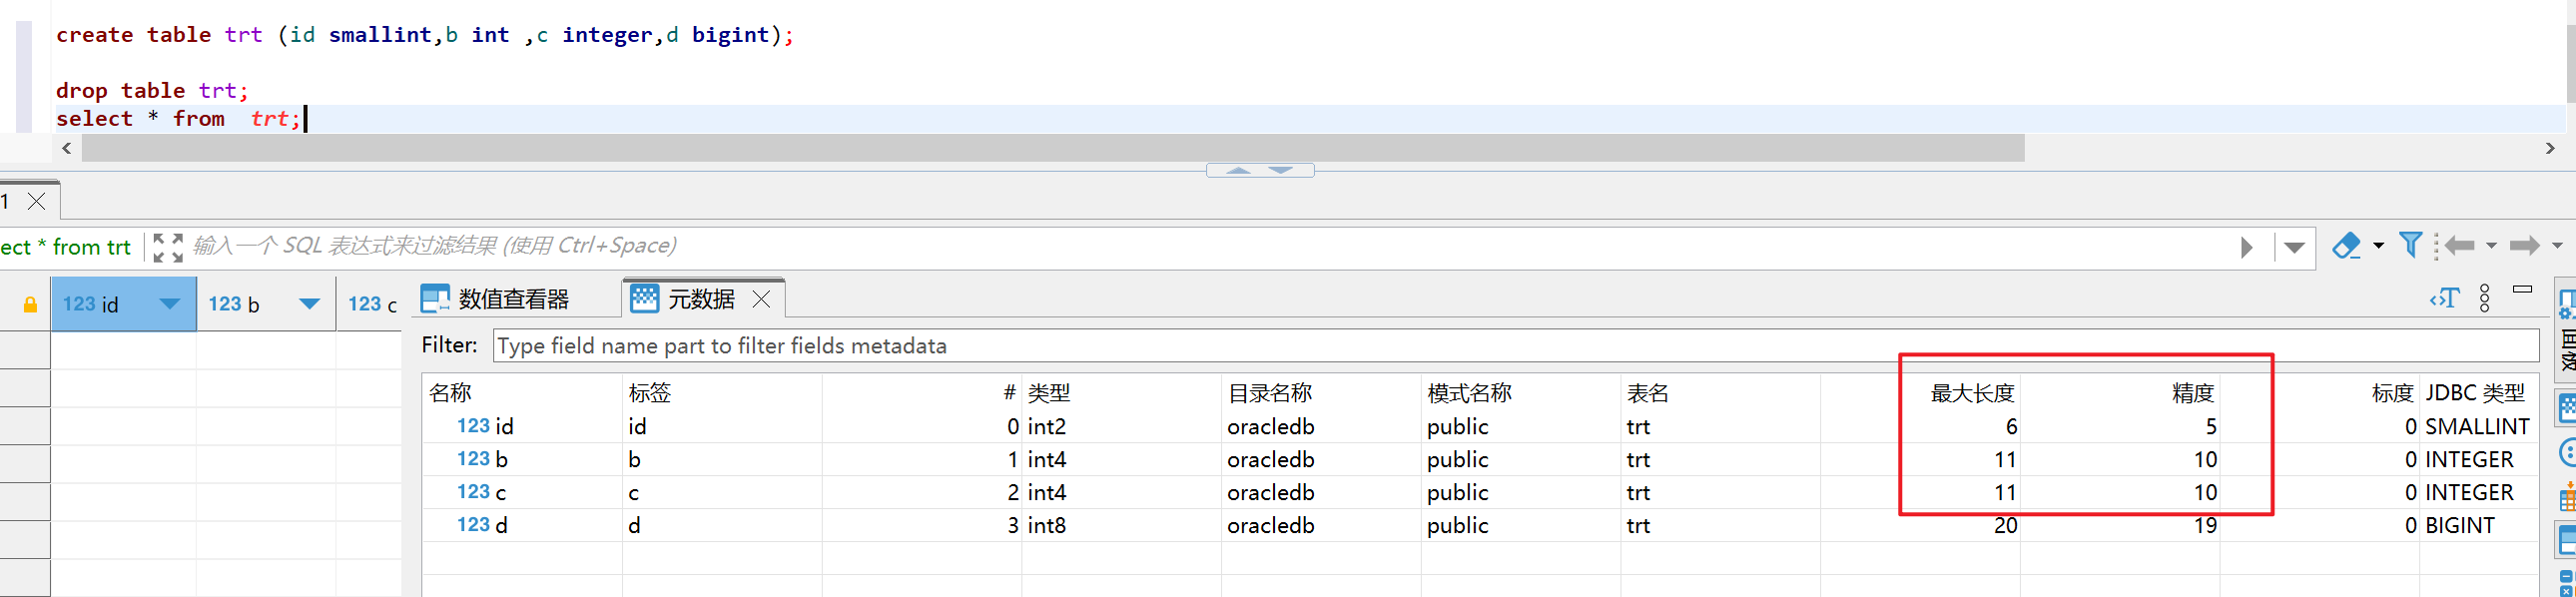 create table trt (id smallint,b int ,c integer,d bigint);
drop table trt;
select * from  trt;
1
ect * from trt 输入一个 SQL 表达式来过滤结果 (使用 Ctrl+Space)
123 id 123 b 123 c 数值查看器 元数据
Filter: Type field name part to filter fields metadata
名称 标签 # 类型 目录名称 模式名称 表名 最大长度 精度 标度 JDBC 类型
123 id id 0 int2 oracledb public trt 6 5 0 SMALLINT
123 b b 1 int4 oracledb public trt 11 10 0 INTEGER
123 c c 2 int4 oracledb public trt 11 10 0 INTEGER
123 d d 3 int8 oracledb public trt 20 19 0 BIGINT
面板